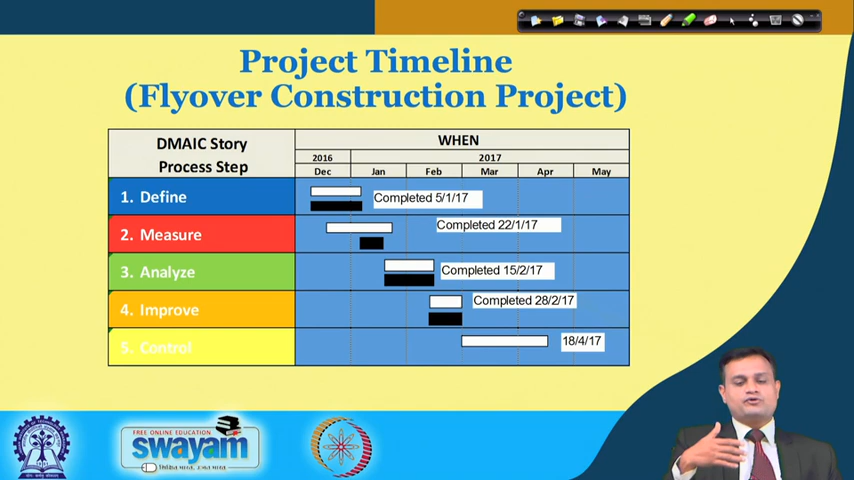 Project Timeline
(Flyover Construction Project)
DMAIC Story
Process Step
WHEN
2016
2017
Dec
Jan
Feb
Mar
Apr
May
1. Define
Completed 5/1/17
2. Measure
Completed 22/1/17
3. Analyze
Completed 15/2/17
4. Improve
Completed 28/2/17
5. Control
18/4/17
FREE ONLINE EDUCATION
swayam